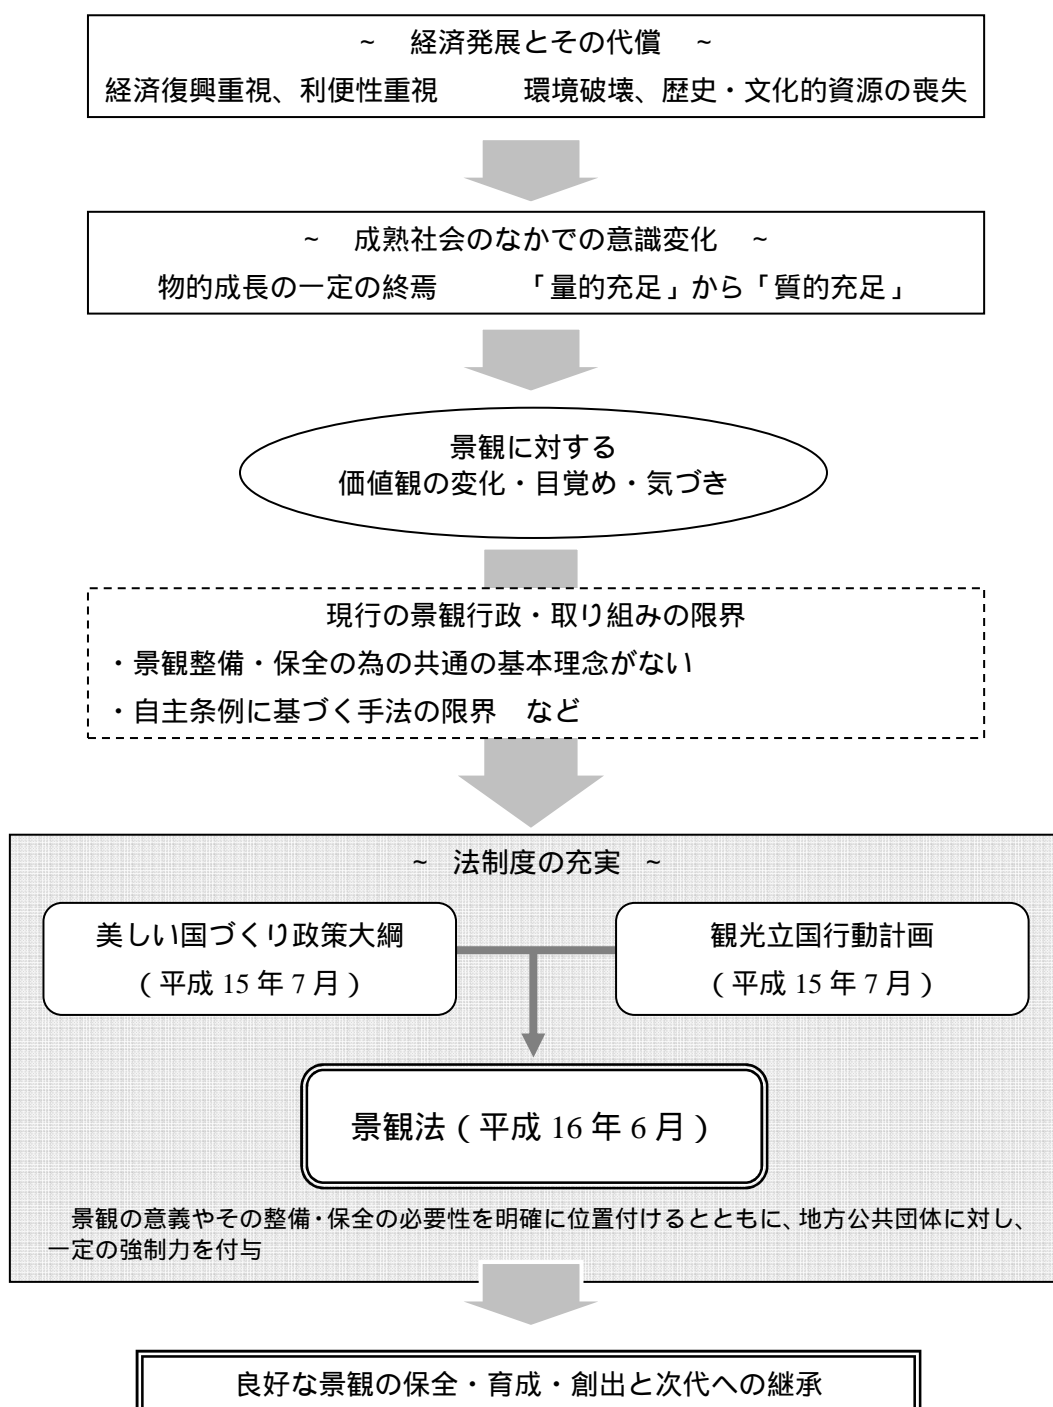 ~ 経済発展とその代償 ~
経済復興重視、利便性重視 環境破壊、歴史・文化的資源の喪失
~ 成熟社会のなかでの意識変化 ~
物的成長の一定の終焉 「量的充足」から「質的充足」
景観に対する
価値観の変化・目覚め・気づき
現行の景観行政・取り組みの限界
・景観整備・保全の為の共通の基本理念がない
・自主条例に基づく手法の限界 など
~ 法制度の充実 ~
美しい国づくり政策大綱
(平成 15 年 7 月)
観光立国行動計画
(平成 15 年 7 月)
景観法(平成 16 年 6 月)
景観の意義やその整備・保全の必要性を明確に位置付けるとともに、地方公共団体に対し、
一定の強制力を付与
良好な景観の保全・育成・創出と次代への継承